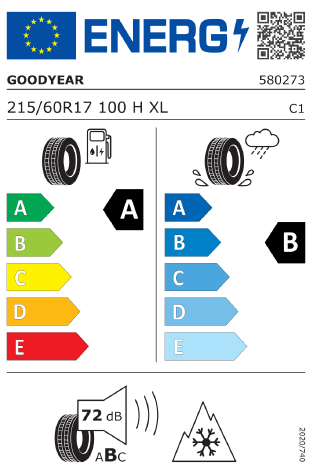 ENERG
GOODYEAR 580273
215/60R17 100 H XL C1
A A A
B B B
C C
D D
E E
72 dB
ABC
2020/740